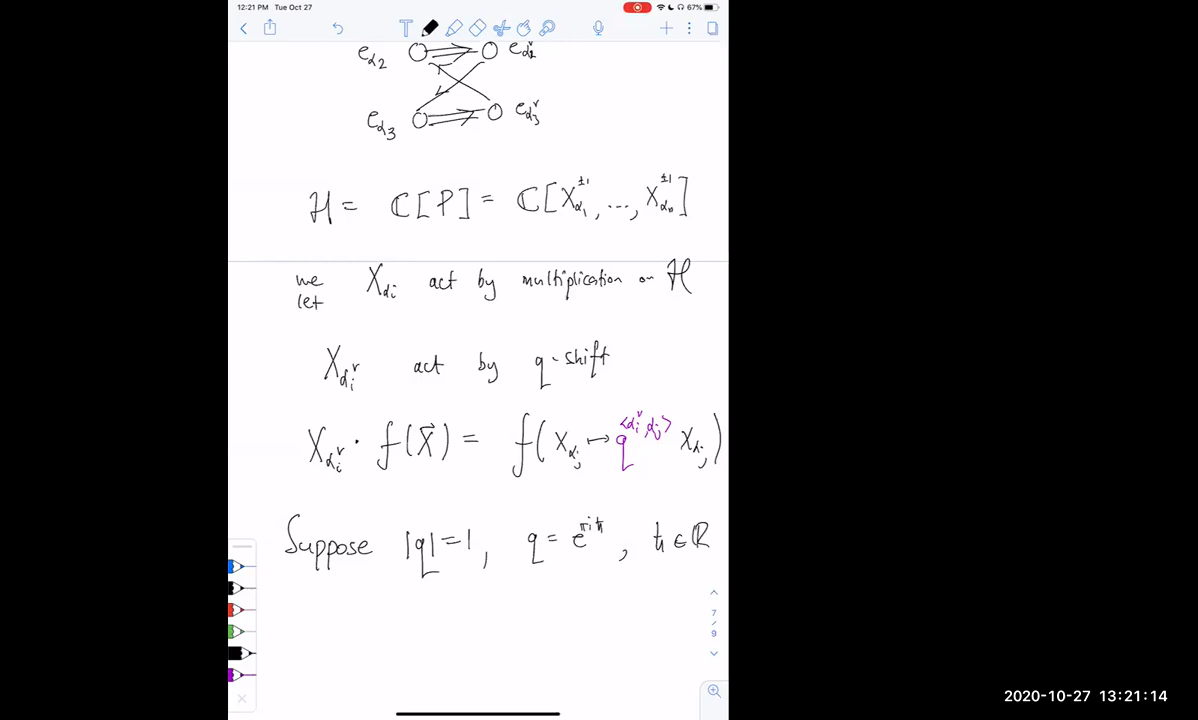 12:21 PM Tue Oct 27
67%
e_{α_2} e_{α_2^∨}
e_{α_3} e_{α_3^∨}
H = ℂ[P] = ℂ[X_{α_1}^{±1}, ..., X_{α_n}^{±1}]
we let X_{α_i} act by multiplication on H
X_{α_i^∨} act by q-shift
X_{α_i^∨} · f(X⃗) = f(X_{α_j} ↦ q^{<α_i^∨, α_j>} X_{α_j})
Suppose |q|=1, q = e^{πiħ}, ħ ∈ ℝ
7
/
9
2020-10-27 13:21:14